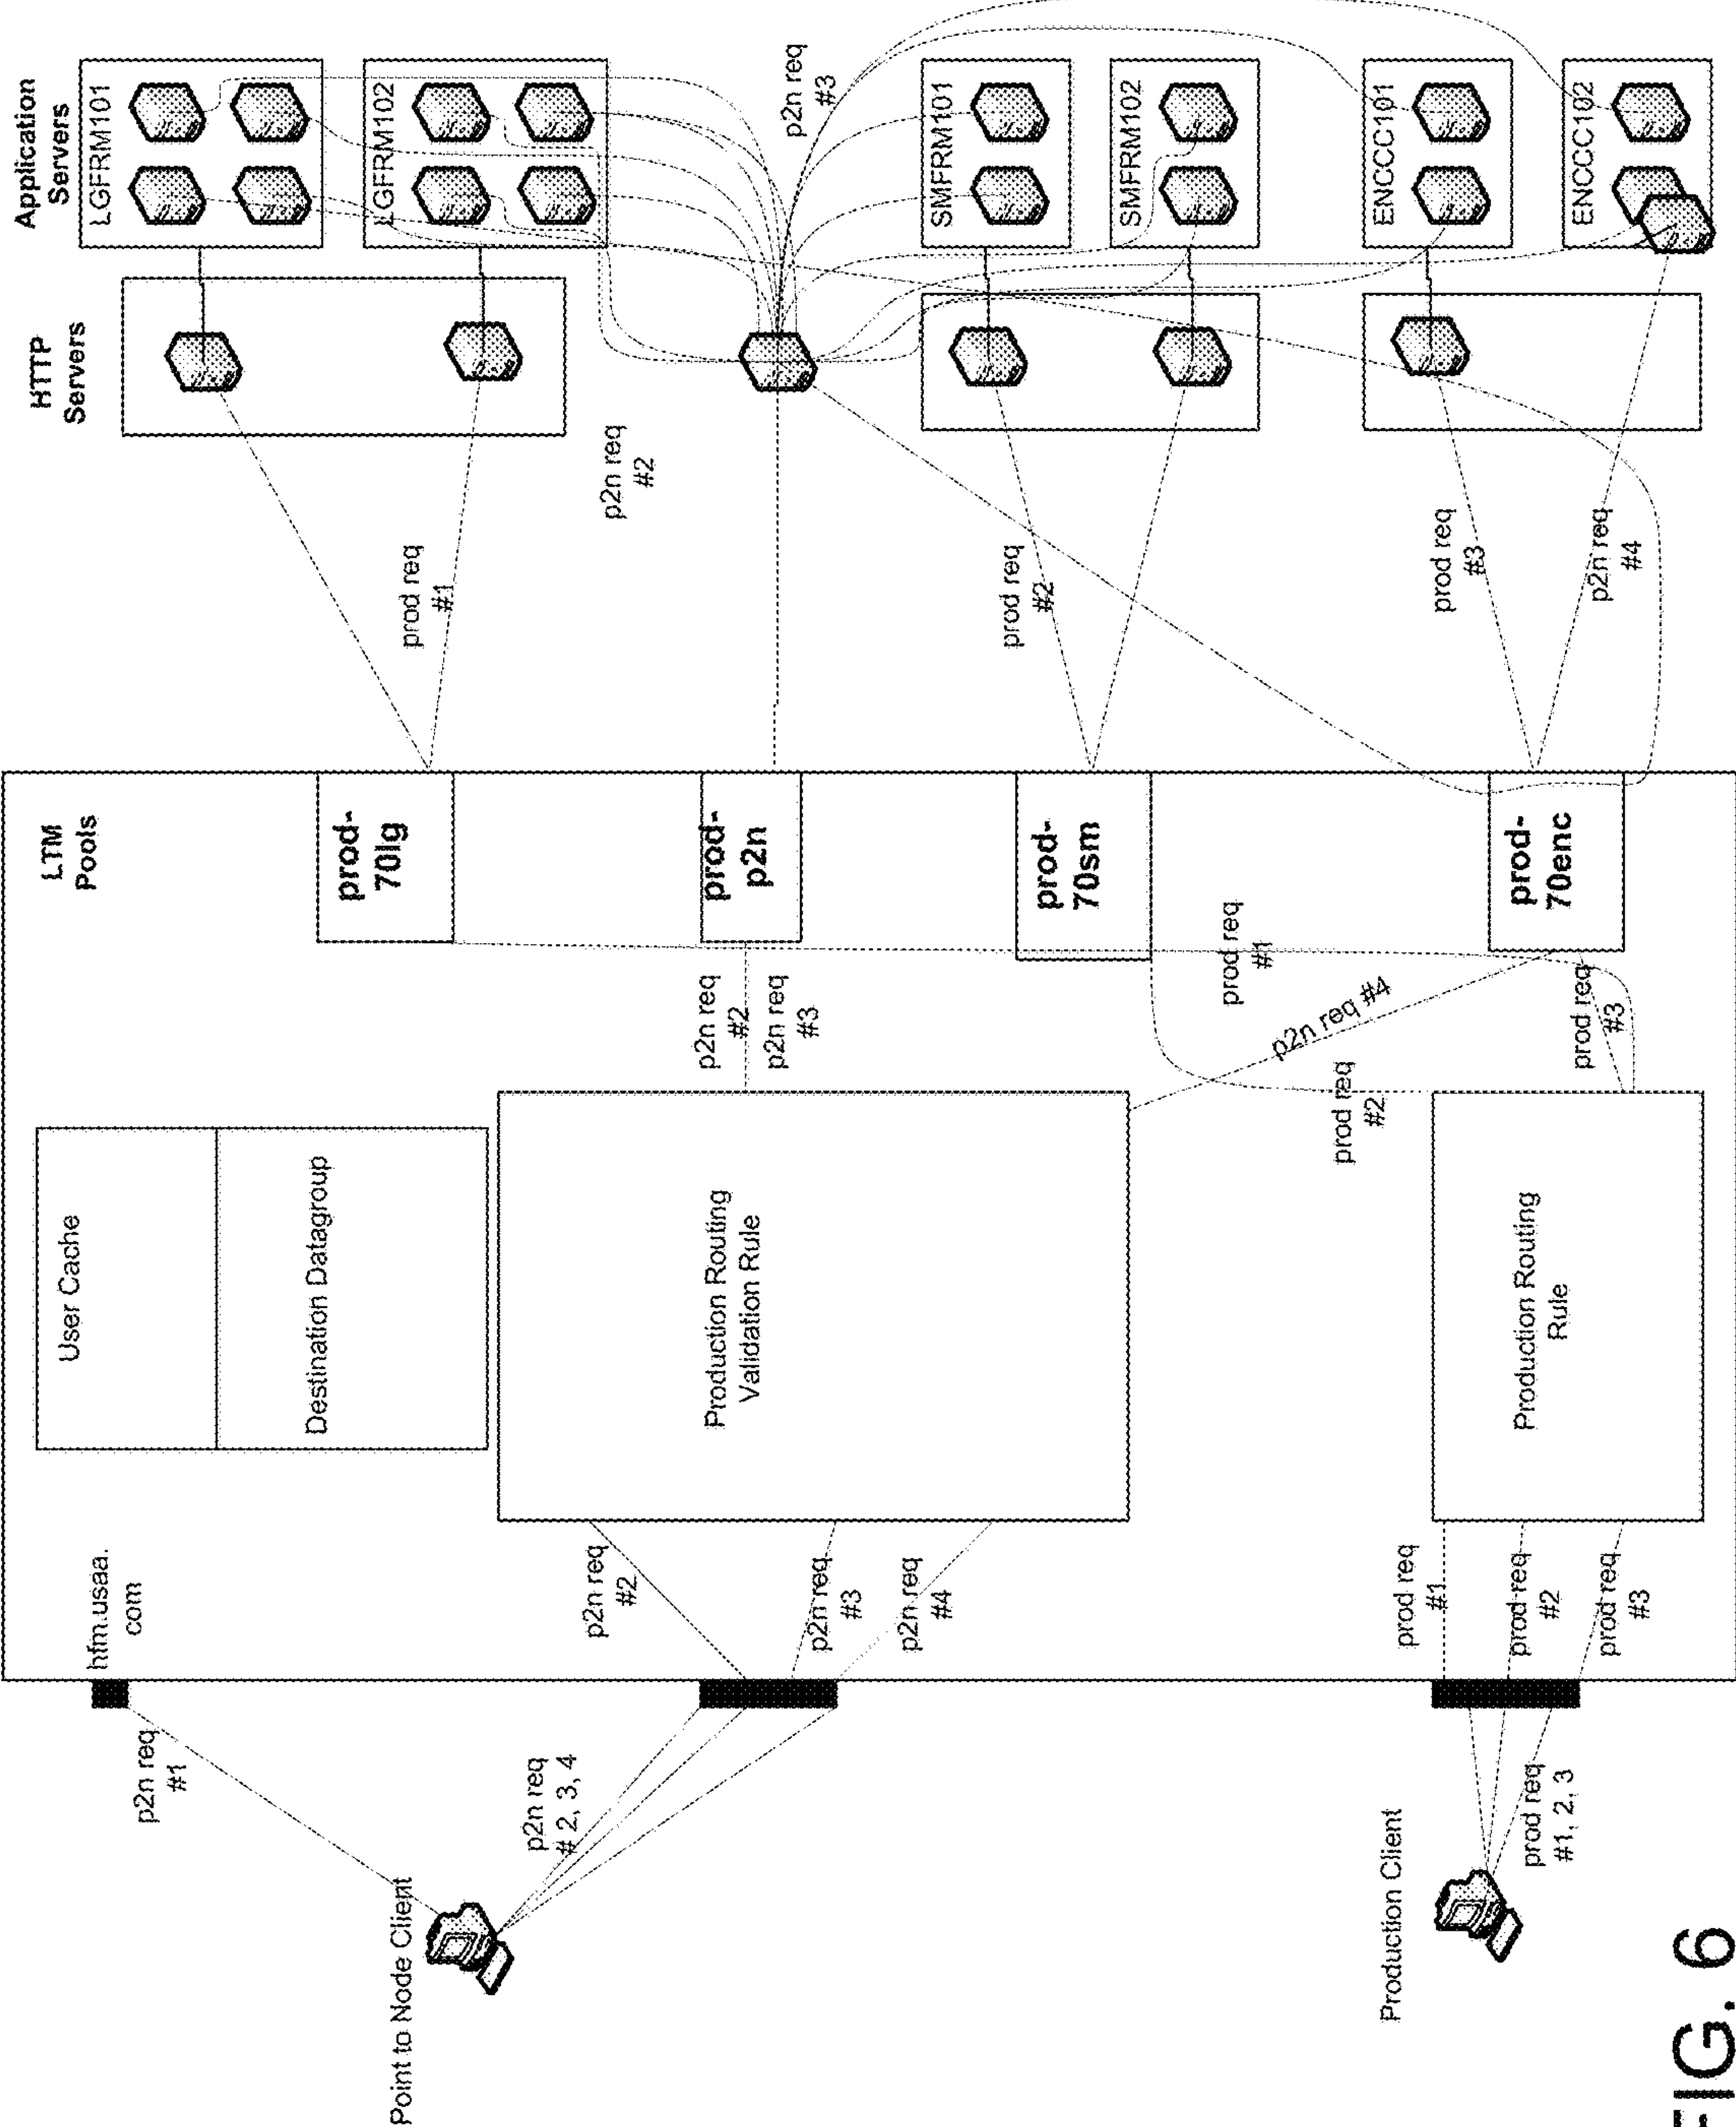 Application
Servers
HTTP
Servers
LTM
Pools
hfm.usaa.
com
User Cache
Destination Datagroup
LGFRM101
LGFRM102
p2n req
#1
prod-
70lg
prod req
#1
Point to Node Client
p2n req
# 2, 3, 4
p2n req
#2
p2n req
#2
p2n req
#3
p2n req
#3
p2n req
#4
Production Routing
Validation Rule
p2n req
#2
p2n req
#3
prod-
p2n
SMFRM101
SMFRM102
prod-
70sm
prod req
#2
prod req
#1
p2n req #4
prod req
#2
Production Client
prod req
#1, 2, 3
prod req
#1
prod req
#2
prod req
#3
Production Routing
Rule
prod req
#3
prod-
70enc
prod req
#3
p2n req
#4
ENCCC101
ENCCC102
FIG. 6